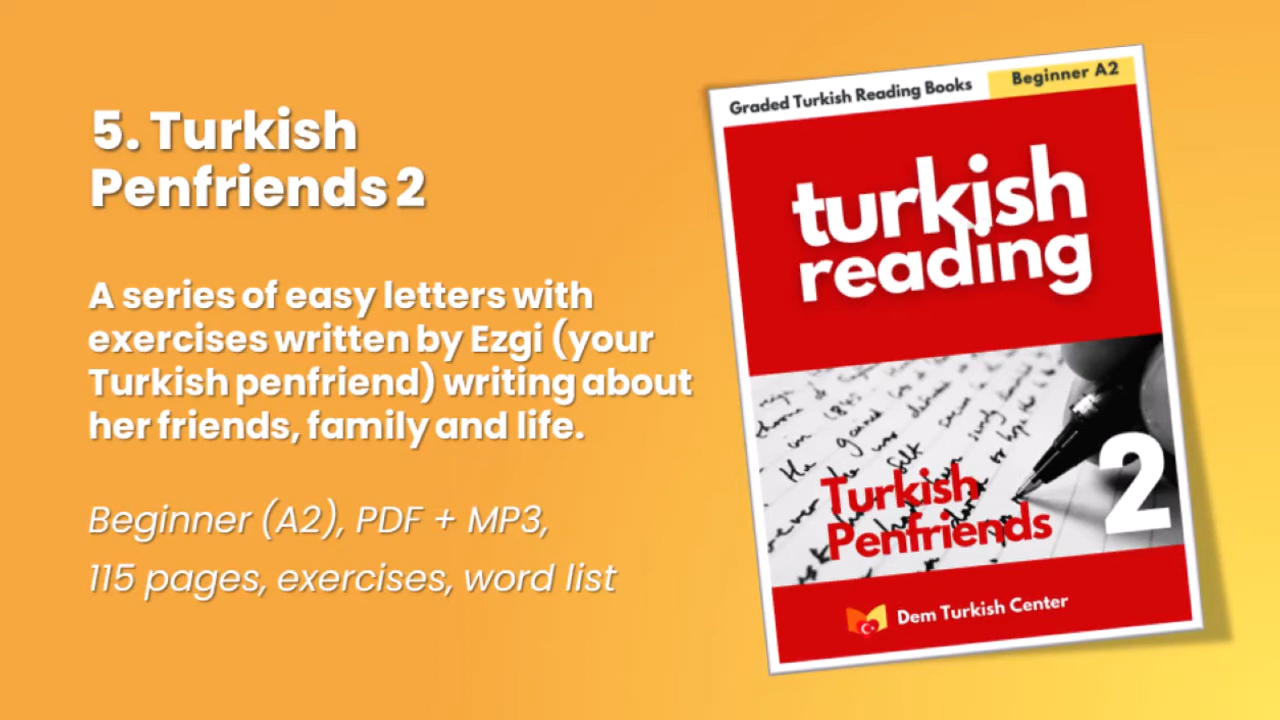 5. Turkish
Penfriends 2
A series of easy letters with
exercises written by Ezgi (your
Turkish penfriend) writing about
her friends, family and life.
Beginner (A2), PDF + MP3,
115 pages, exercises, word list
Graded Turkish Reading Books
Beginner A2
turkish
reading
Turkish
Penfriends
2
Dem Turkish Center